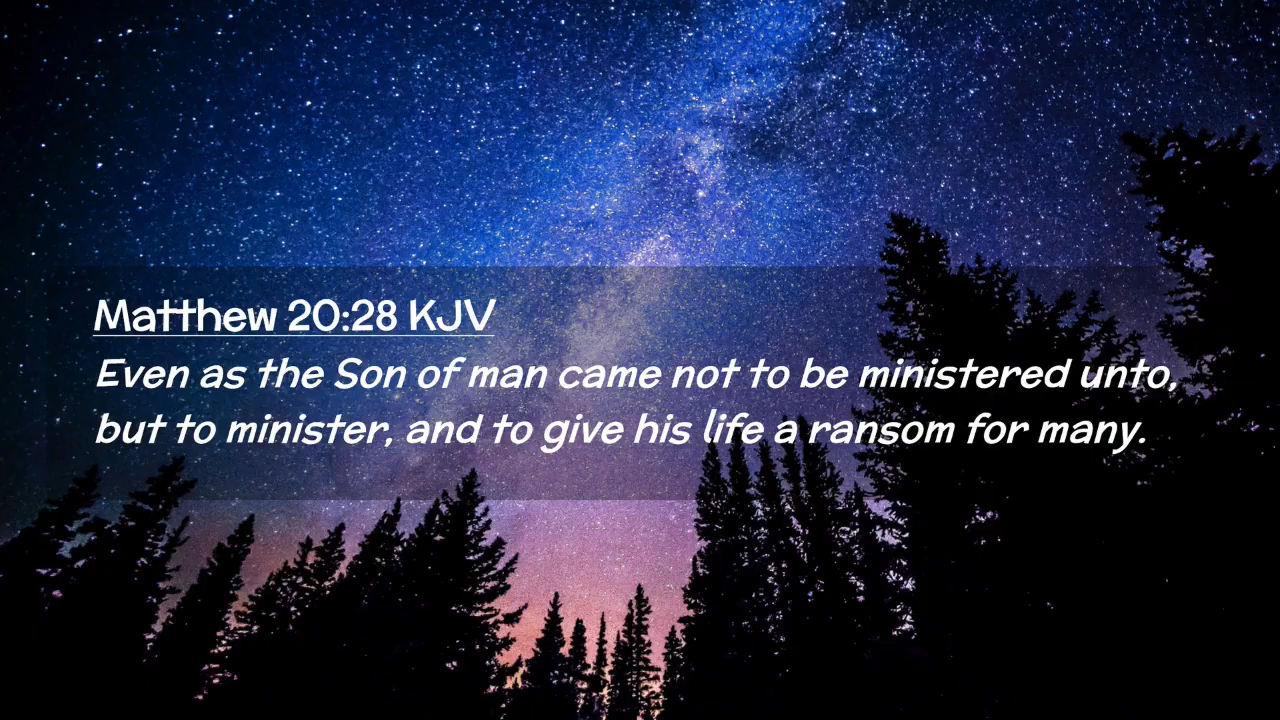 Matthew 20:28 KJV
Even as the Son of man came not to be ministered unto,
but to minister, and to give his life a ransom for many.